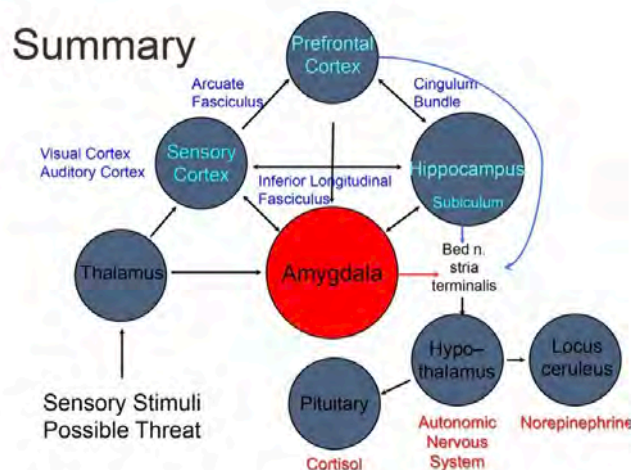 Summary
Prefrontal
Cortex
Arcuate
Fasciculus
Cingulum
Bundle
Visual Cortex
Auditory Cortex
Sensory
Cortex
Inferior Longitudinal
Fasciculus
Hippocampus
Subiculum
Thalamus
Amygdala
Bed n.
stria
terminalis
Hypo–
thalamus
Locus
ceruleus
Pituitary
Sensory Stimuli
Possible Threat
Cortisol
Autonomic
Nervous
System
Norepinephrine